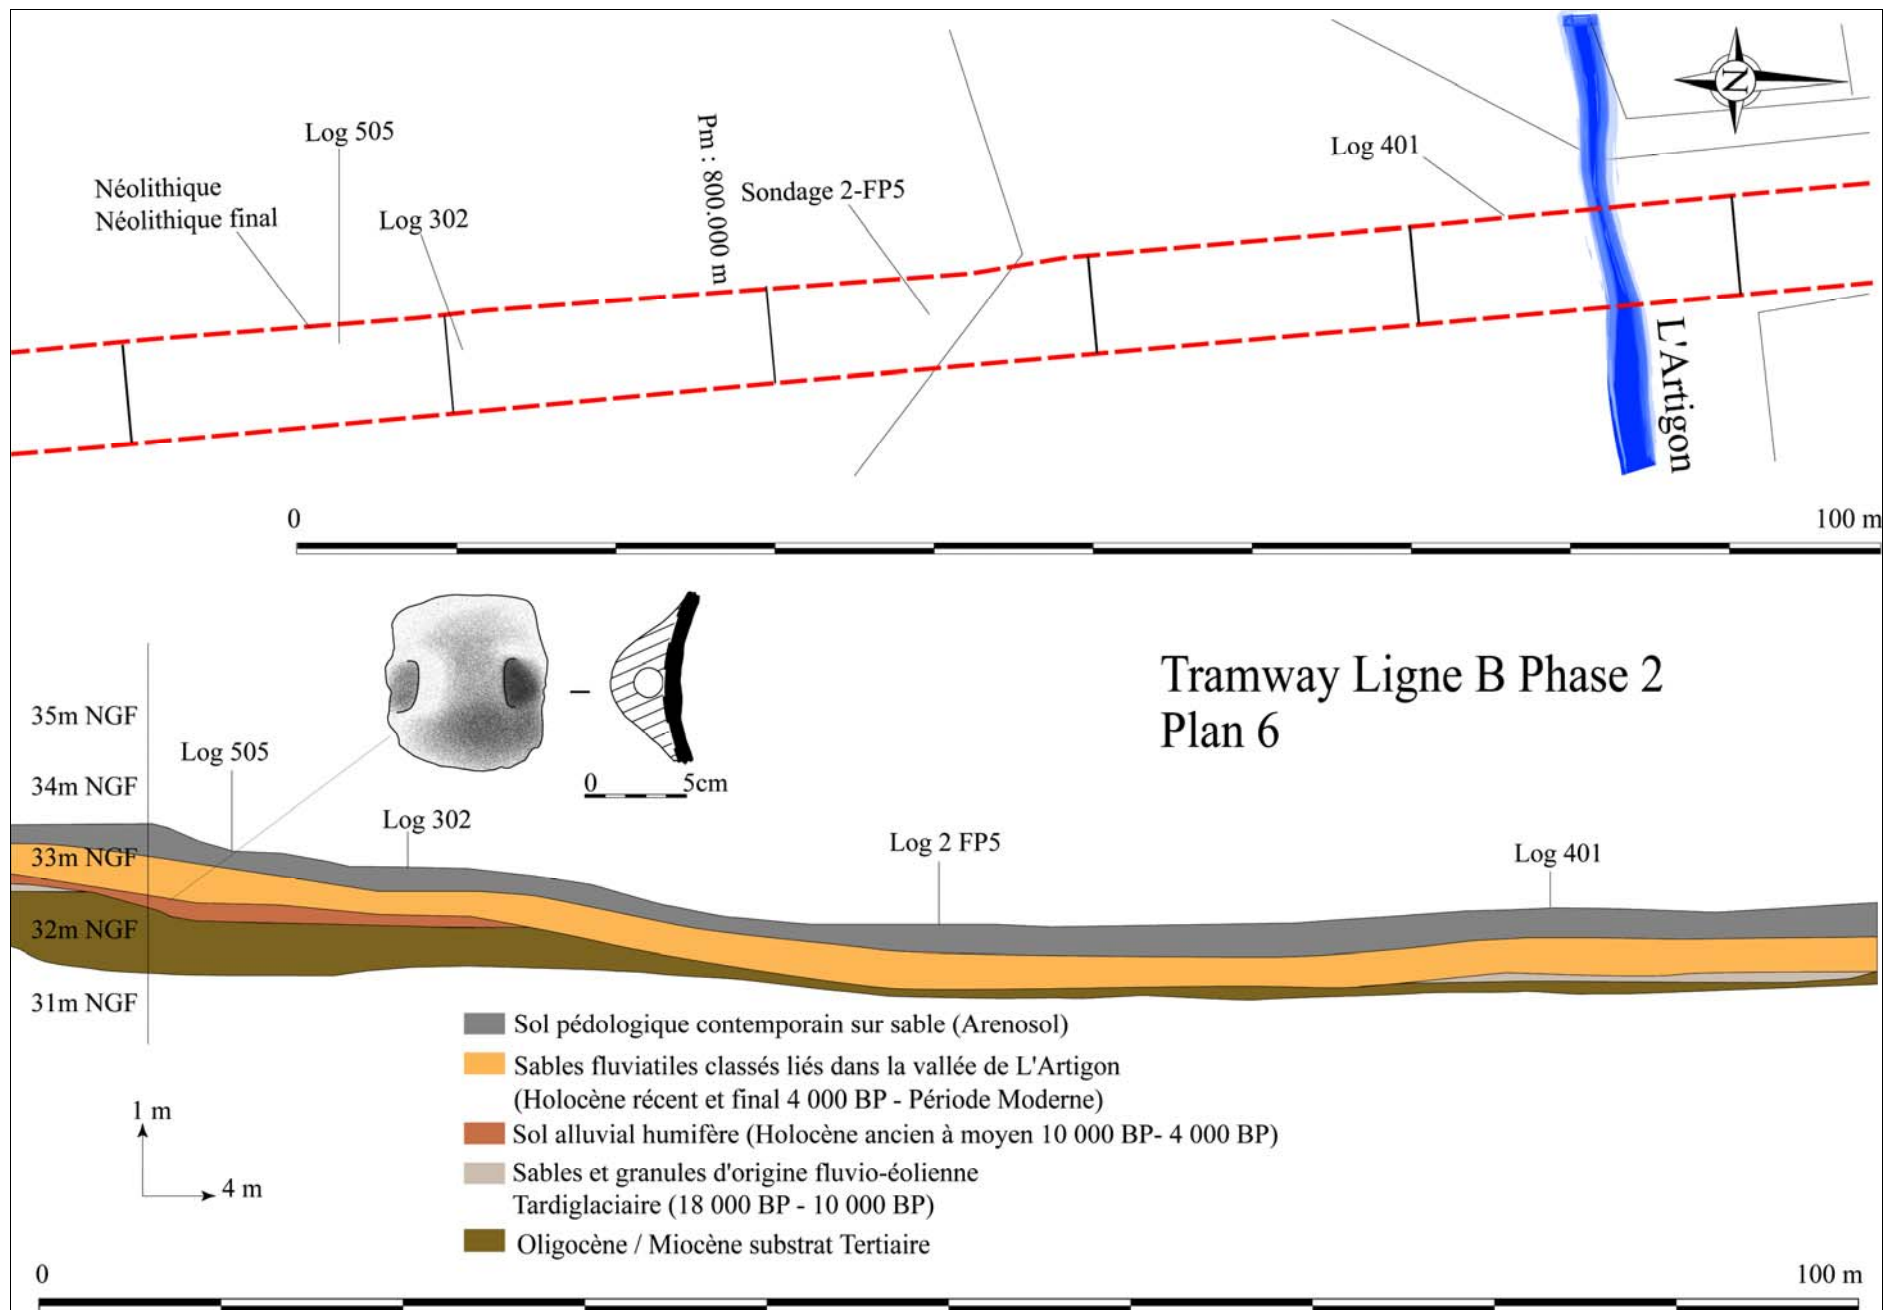 Log 505
Néolithique
Néolithique final
Log 302
Pm : 800.000 m
Sondage 2-FP5
Log 401
N
L'Artigon
0
100 m
Tramway Ligne B Phase 2
Plan 6
0
5cm
35m NGF
34m NGF
33m NGF
32m NGF
31m NGF
Log 505
Log 302
Log 2 FP5
Log 401
Sol pédologique contemporain sur sable (Arenosol)
Sables fluviatiles classés liés dans la vallée de L'Artigon
(Holocène récent et final 4 000 BP - Période Moderne)
Sol alluvial humifère (Holocène ancien à moyen 10 000 BP- 4 000 BP)
Sables et granules d'origine fluvio-éolienne
Tardiglaciaire (18 000 BP - 10 000 BP)
Oligocène / Miocène substrat Tertiaire
1 m
4 m
0
100 m